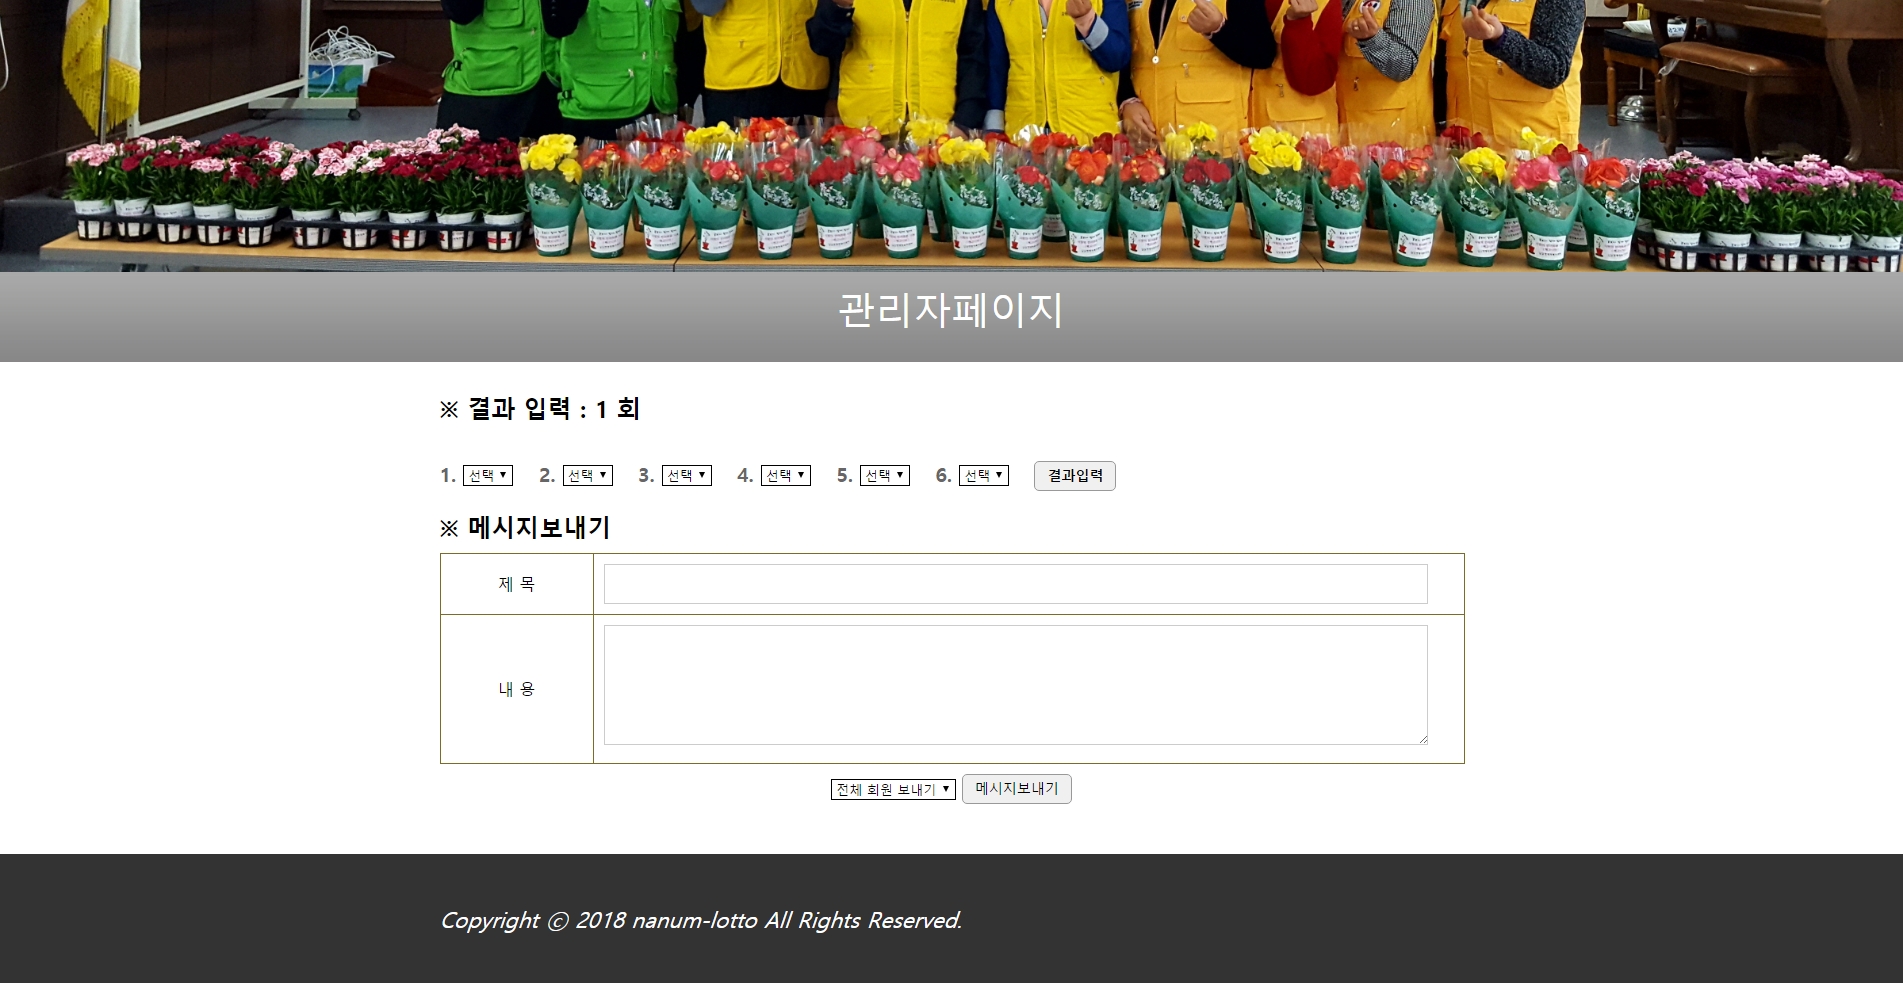 관리자페이지
※ 결과 입력 : 1 회
1. 선택 ▼ 2. 선택 ▼ 3. 선택 ▼ 4. 선택 ▼ 5. 선택 ▼ 6. 선택 ▼ 결과입력
※ 메시지보내기
제 목
내 용
전체 회원 보내기 ▼ 메시지보내기
Copyright ⓒ 2018 nanum-lotto All Rights Reserved.